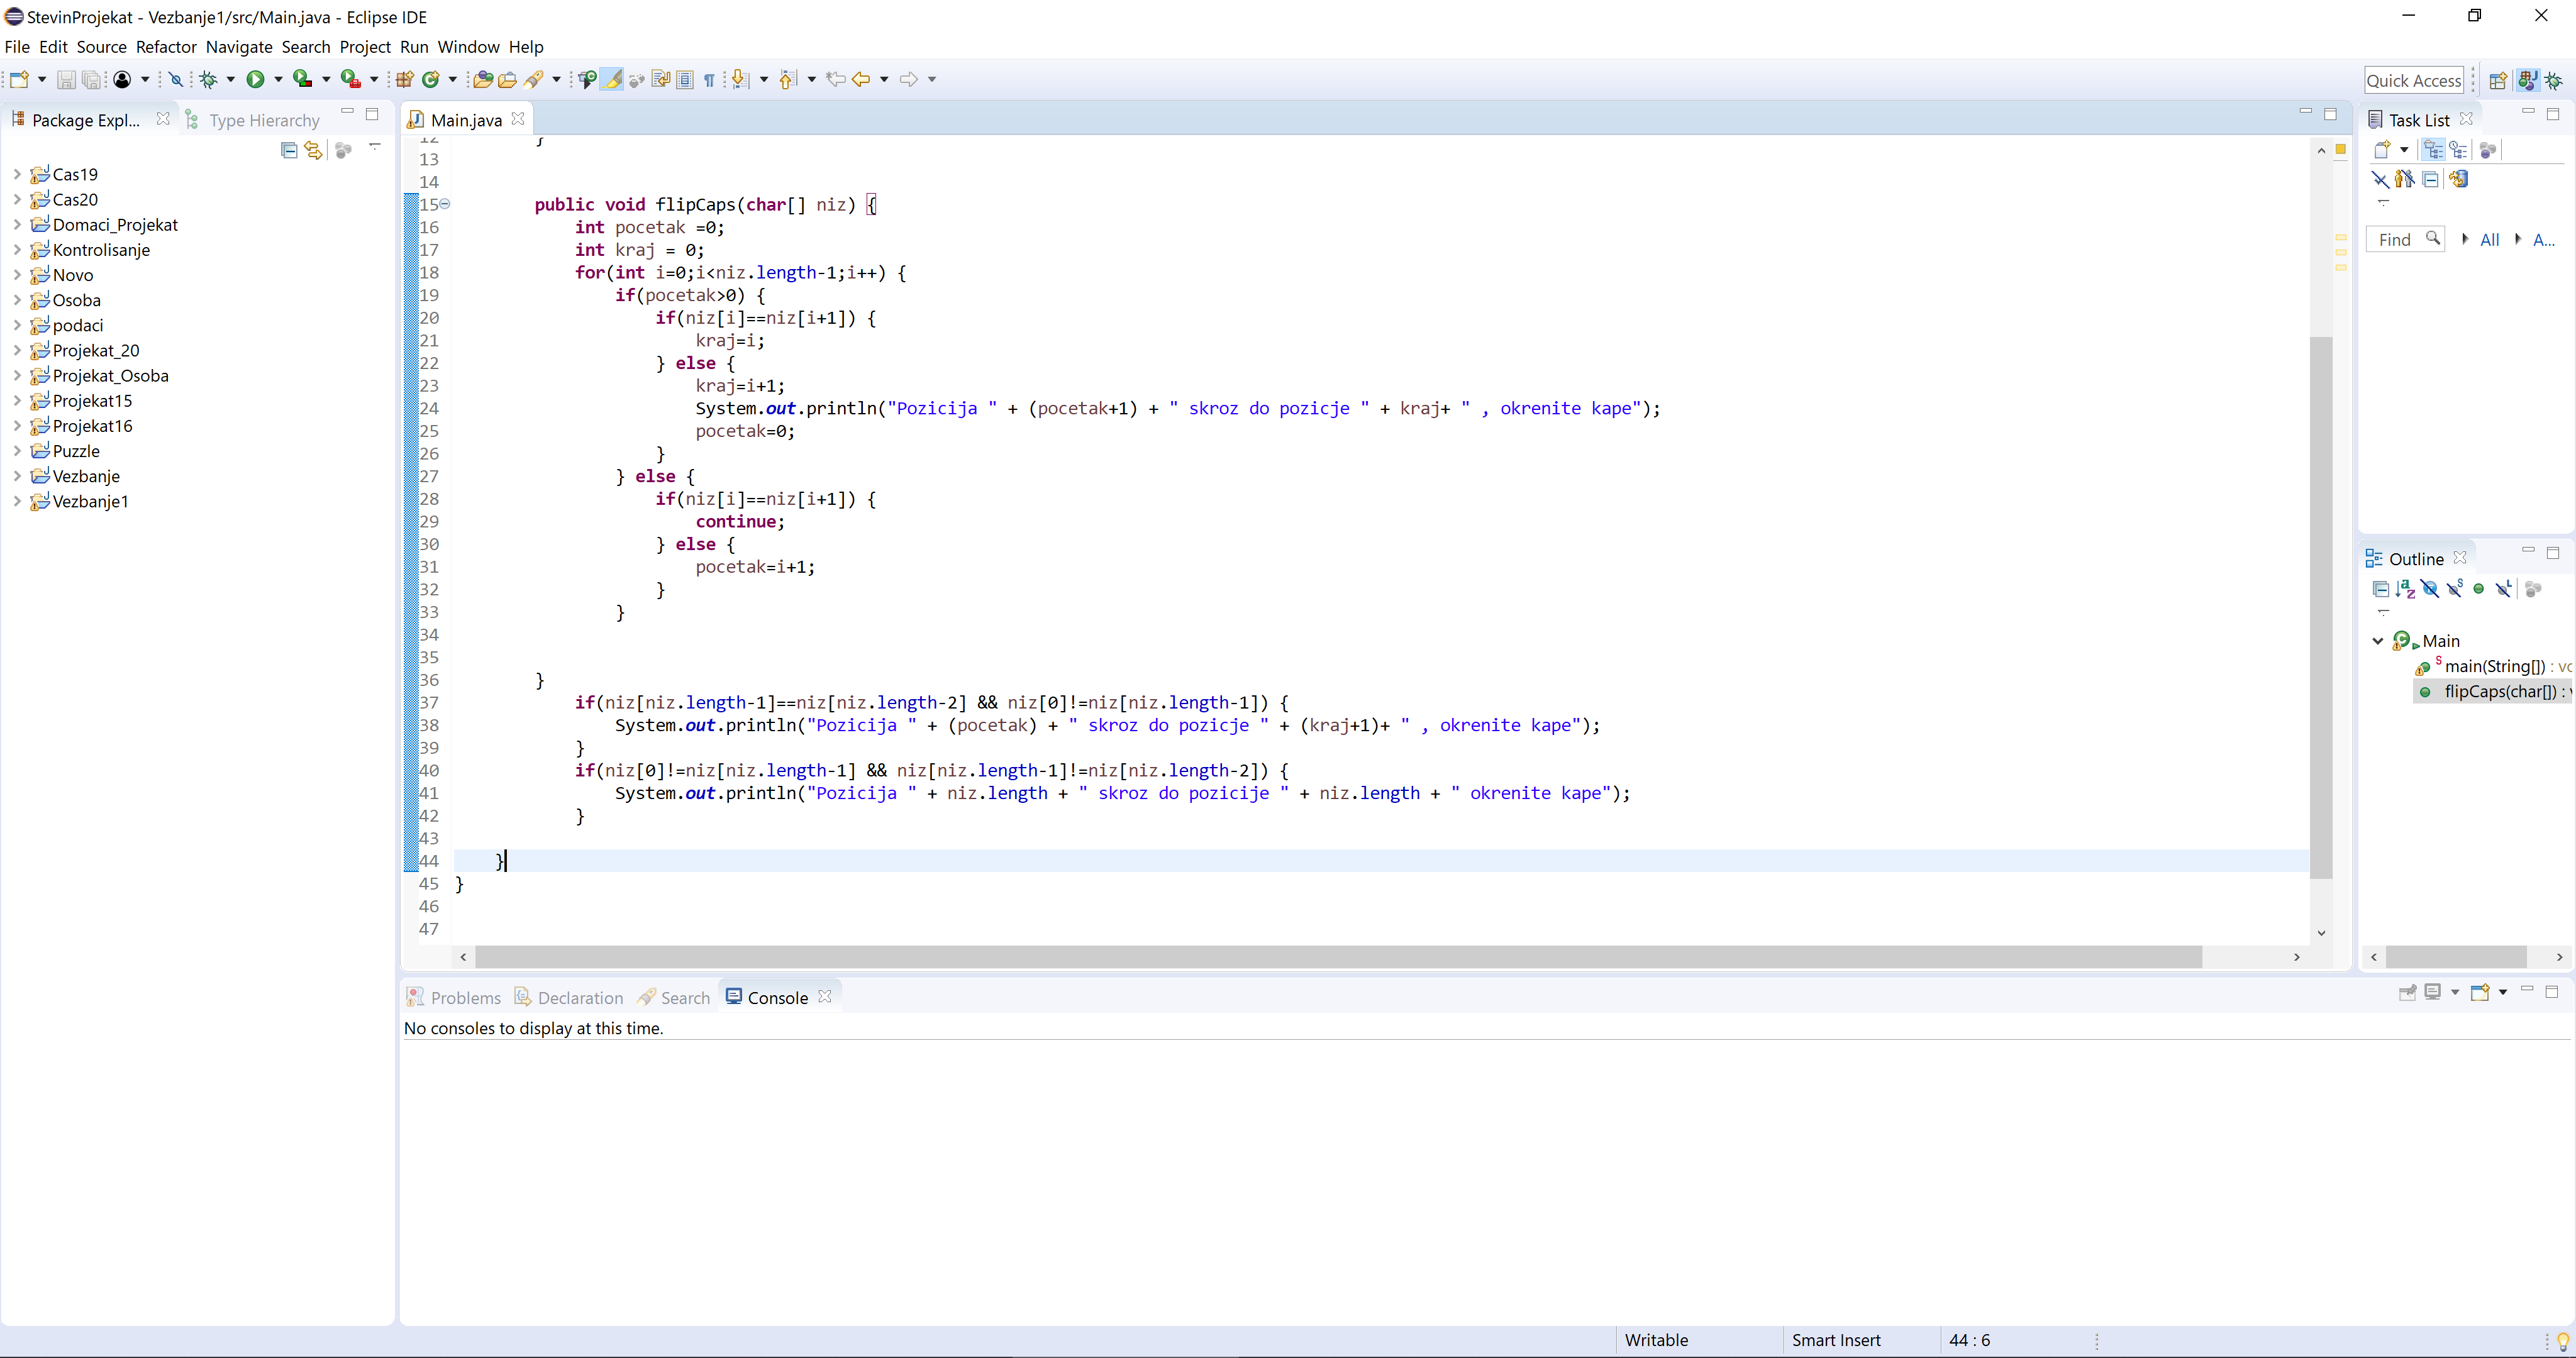 StevinProjekat - Vezbanje1/src/Main.java - Eclipse IDE
File Edit Source Refactor Navigate Search Project Run Window Help
Quick Access
Package Expl... Type Hierarchy
Cas19
Cas20
Domaci_Projekat
Kontrolisanje
Novo
Osoba
podaci
Projekat_20
Projekat_Osoba
Projekat15
Projekat16
Puzzle
Vezbanje
Vezbanje1
Main.java
12 }
13
14
15 public void flipCaps(char[] niz) {
16 int pocetak =0;
17 int kraj = 0;
18 for(int i=0;i<niz.length-1;i++) {
19 if(pocetak>0) {
20 if(niz[i]==niz[i+1]) {
21 kraj=i;
22 } else {
23 kraj=i+1;
24 System.out.println("Pozicija " + (pocetak+1) + " skroz do pozicje " + kraj+ " , okrenite kape");
25 pocetak=0;
26 }
27 } else {
28 if(niz[i]==niz[i+1]) {
29 continue;
30 } else {
31 pocetak=i+1;
32 }
33 }
34
35
36 }
37 if(niz[niz.length-1]==niz[niz.length-2] && niz[0]!=niz[niz.length-1]) {
38 System.out.println("Pozicija " + (pocetak) + " skroz do pozicje " + (kraj+1)+ " , okrenite kape");
39 }
40 if(niz[0]!=niz[niz.length-1] && niz[niz.length-1]!=niz[niz.length-2]) {
41 System.out.println("Pozicija " + niz.length + " skroz do pozicije " + niz.length + " okrenite kape");
42 }
43
44 }
45 }
46
47
Task List
Find All A...
Outline
Main
main(String[]) : vo
flipCaps(char[]) :
Problems Declaration Search Console
No consoles to display at this time.
Writable Smart Insert 44 : 6